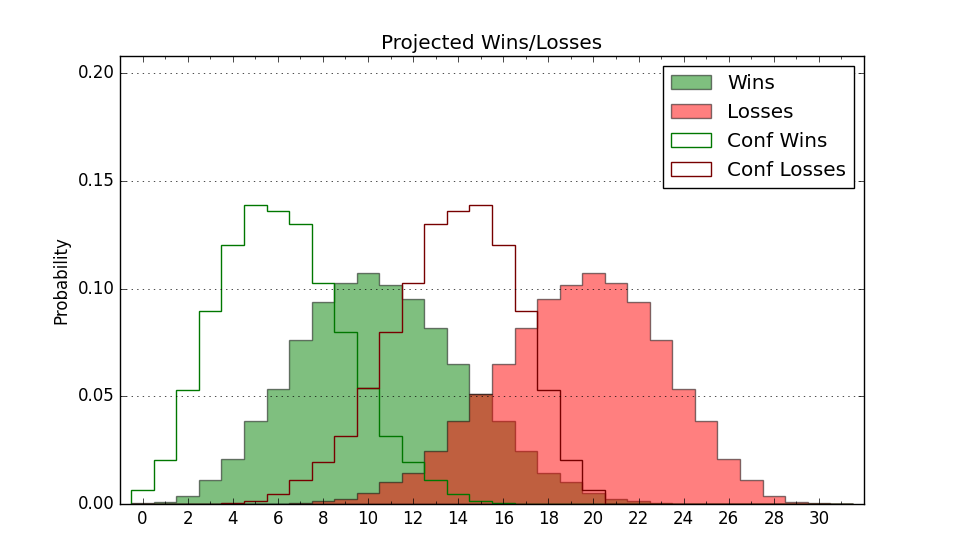 Projected Wins/Losses
Wins
Losses
Conf Wins
Conf Losses
Probability
0.20
0.15
0.10
0.05
0.00
0 2 4 6 8 10 12 14 16 18 20 22 24 26 28 30